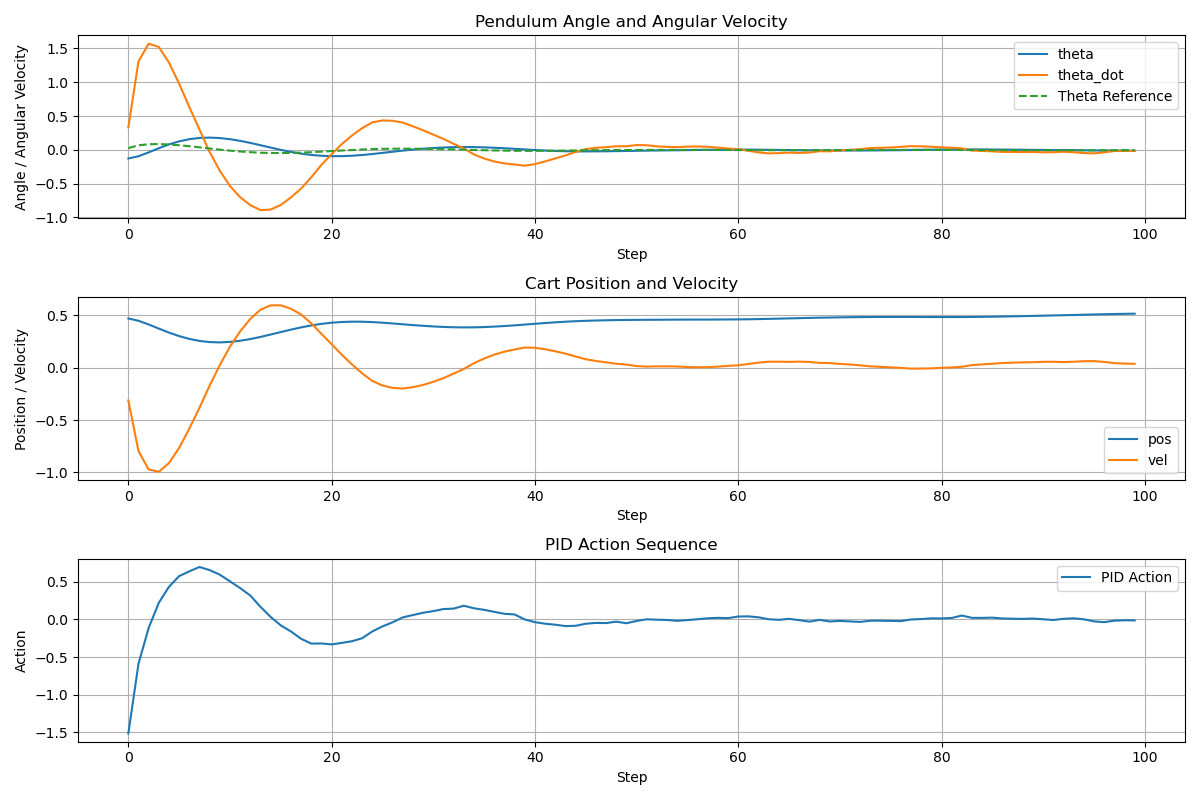 Pendulum Angle and Angular Velocity
Angle / Angular Velocity
1.5
1.0
0.5
0.0
−0.5
−1.0
theta
theta_dot
Theta Reference
0 20 40 60 80 100
Step
Cart Position and Velocity
Position / Velocity
0.5
0.0
−0.5
−1.0
pos
vel
0 20 40 60 80 100
Step
PID Action Sequence
Action
0.5
0.0
−0.5
−1.0
−1.5
PID Action
0 20 40 60 80 100
Step